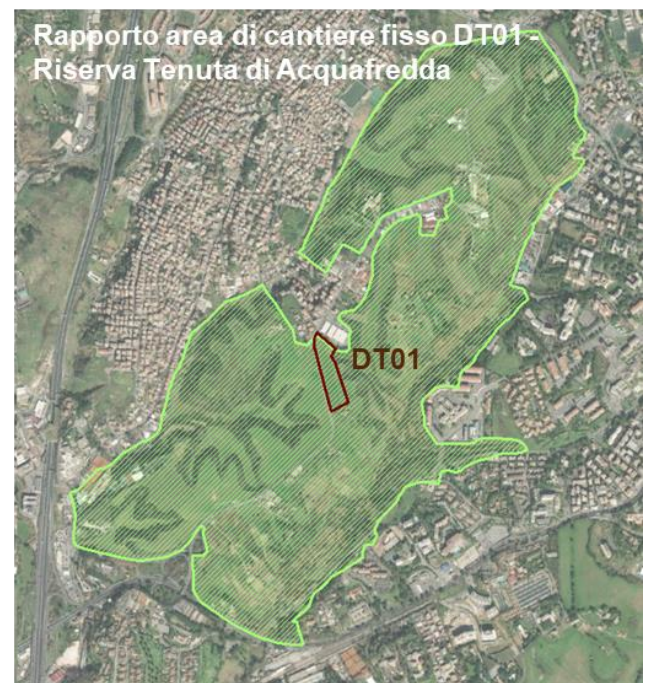 Rapporto area di cantiere fisso DT01 -
Riserva Tenuta di Acquafredda
DT01